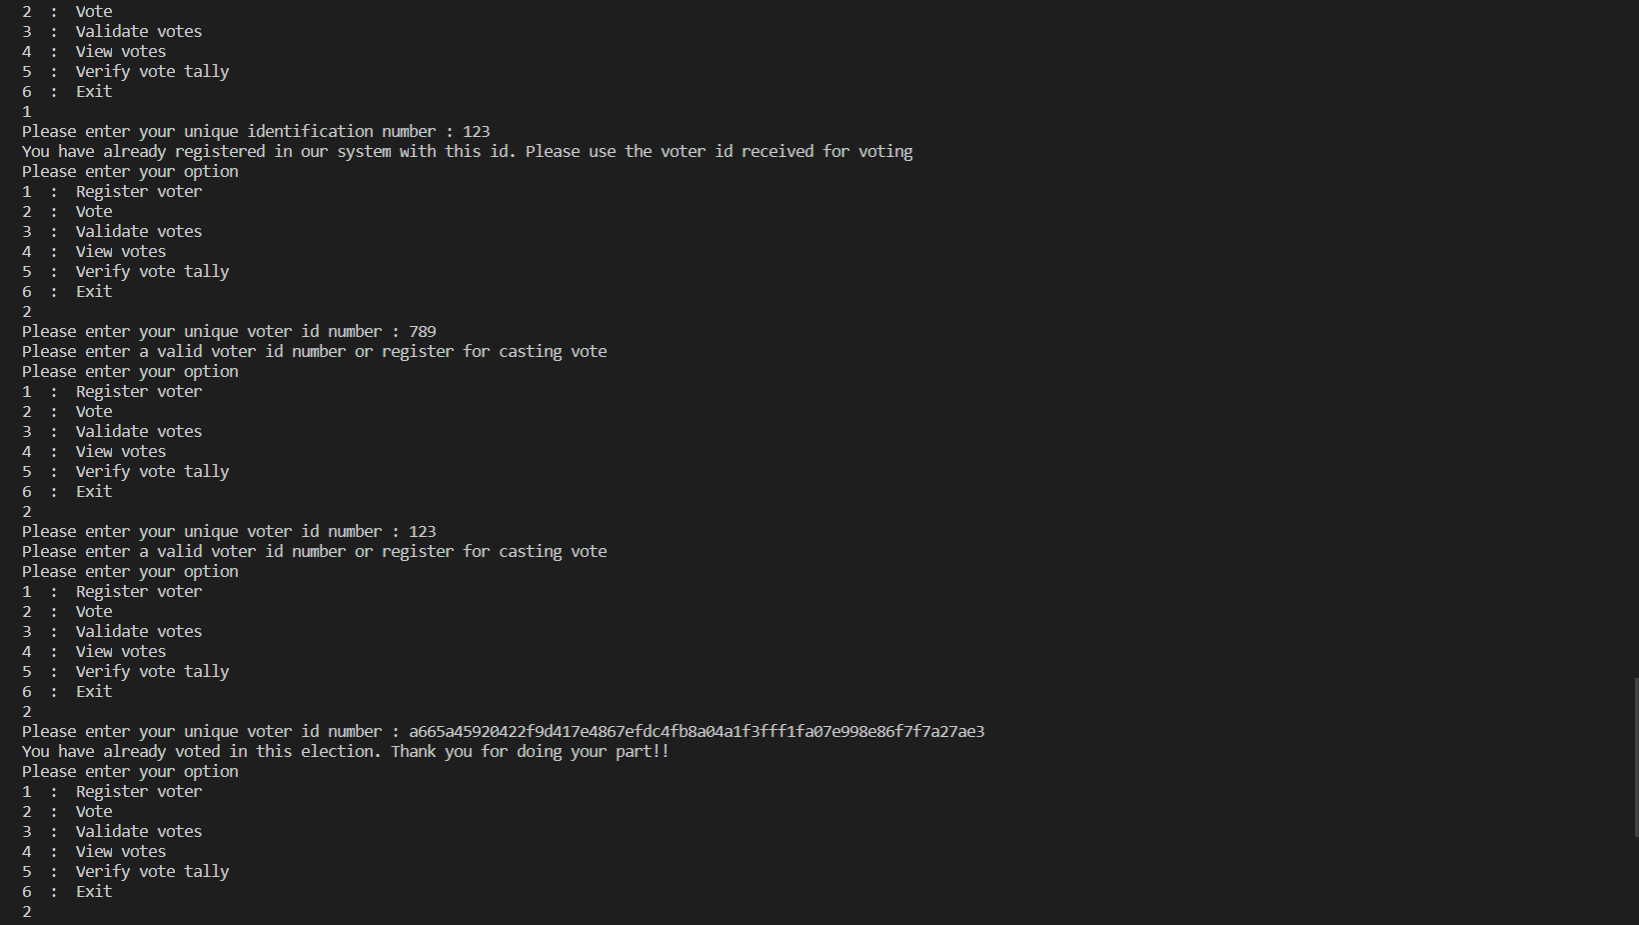 2  :  Vote
3  :  Validate votes
4  :  View votes
5  :  Verify vote tally
6  :  Exit
1
Please enter your unique identification number : 123
You have already registered in our system with this id. Please use the voter id received for voting
Please enter your option
1  :  Register voter
2  :  Vote
3  :  Validate votes
4  :  View votes
5  :  Verify vote tally
6  :  Exit
2
Please enter your unique voter id number : 789
Please enter a valid voter id number or register for casting vote
Please enter your option
1  :  Register voter
2  :  Vote
3  :  Validate votes
4  :  View votes
5  :  Verify vote tally
6  :  Exit
2
Please enter your unique voter id number : 123
Please enter a valid voter id number or register for casting vote
Please enter your option
1  :  Register voter
2  :  Vote
3  :  Validate votes
4  :  View votes
5  :  Verify vote tally
6  :  Exit
2
Please enter your unique voter id number : a665a45920422f9d417e4867efdc4fb8a04a1f3fff1fa07e998e86f7f7a27ae3
You have already voted in this election. Thank you for doing your part!!
Please enter your option
1  :  Register voter
2  :  Vote
3  :  Validate votes
4  :  View votes
5  :  Verify vote tally
6  :  Exit
2